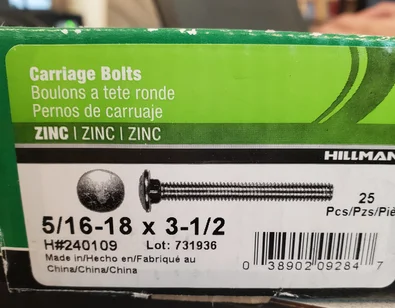 Carriage Bolts
Boulons a tete ronde
Pernos de carruaje
ZINC | ZINC | ZINC
HILLMAN
25
Pcs/Pzs/Piè
5/16-18 x 3-1/2
H#240109 Lot: 731936
Made in/Hecho en/Fabriqué au
China/China/China
0 38902 09284 7